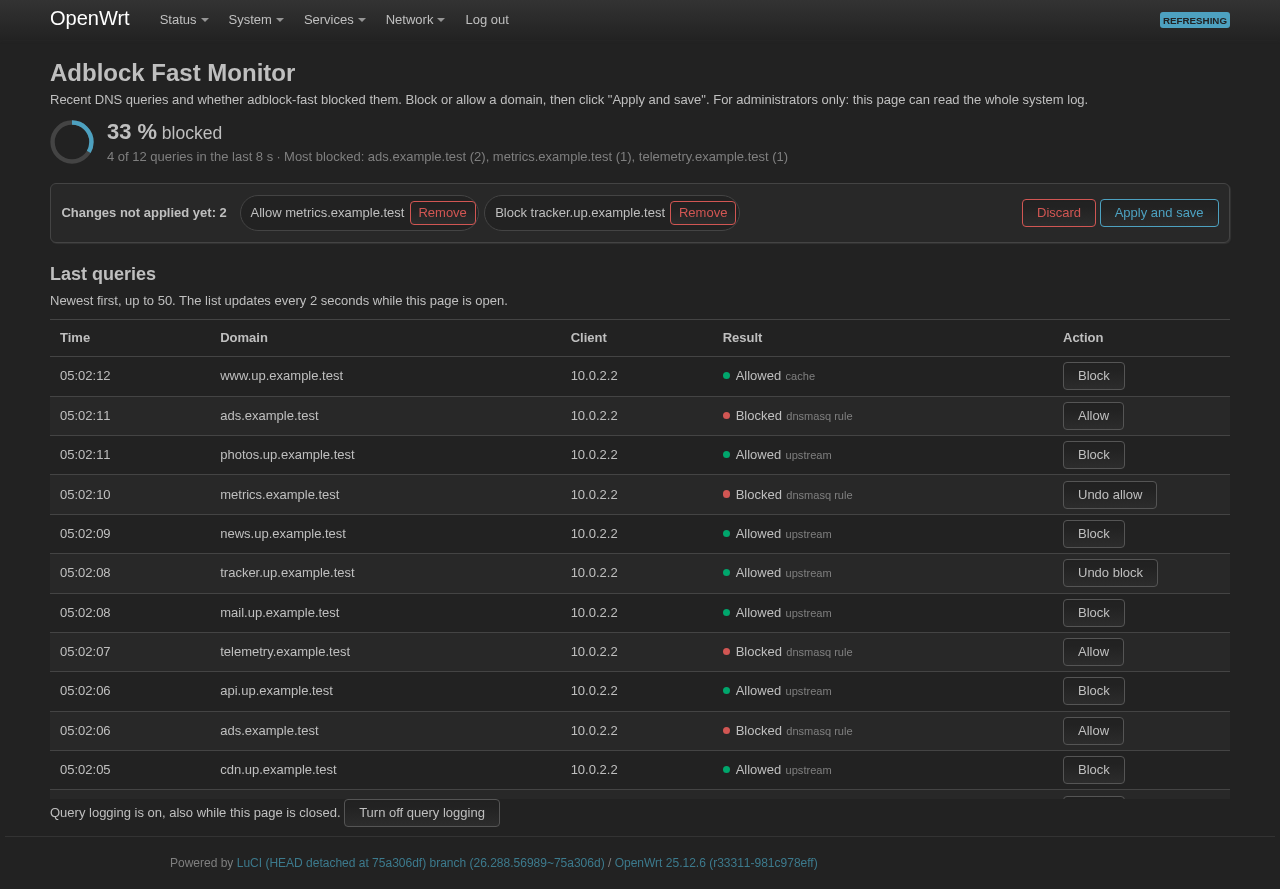 OpenWrt Status System Services Network Log out REFRESHING
Adblock Fast Monitor
Recent DNS queries and whether adblock-fast blocked them. Block or allow a domain, then click "Apply and save". For administrators only: this page can read the whole system log.
33 % blocked
4 of 12 queries in the last 8 s · Most blocked: ads.example.test (2), metrics.example.test (1), telemetry.example.test (1)
Changes not applied yet: 2 Allow metrics.example.test Remove Block tracker.up.example.test Remove Discard Apply and save
Last queries
Newest first, up to 50. The list updates every 2 seconds while this page is open.
Time Domain Client Result Action
05:02:12 www.up.example.test 10.0.2.2 Allowed cache Block
05:02:11 ads.example.test 10.0.2.2 Blocked dnsmasq rule Allow
05:02:11 photos.up.example.test 10.0.2.2 Allowed upstream Block
05:02:10 metrics.example.test 10.0.2.2 Blocked dnsmasq rule Undo allow
05:02:09 news.up.example.test 10.0.2.2 Allowed upstream Block
05:02:08 tracker.up.example.test 10.0.2.2 Allowed upstream Undo block
05:02:08 mail.up.example.test 10.0.2.2 Allowed upstream Block
05:02:07 telemetry.example.test 10.0.2.2 Blocked dnsmasq rule Allow
05:02:06 api.up.example.test 10.0.2.2 Allowed upstream Block
05:02:06 ads.example.test 10.0.2.2 Blocked dnsmasq rule Allow
05:02:05 cdn.up.example.test 10.0.2.2 Allowed upstream Block
Query logging is on, also while this page is closed. Turn off query logging
Powered by LuCI (HEAD detached at 75a306df) branch (26.288.56989~75a306d) / OpenWrt 25.12.6 (r33311-981c978eff)